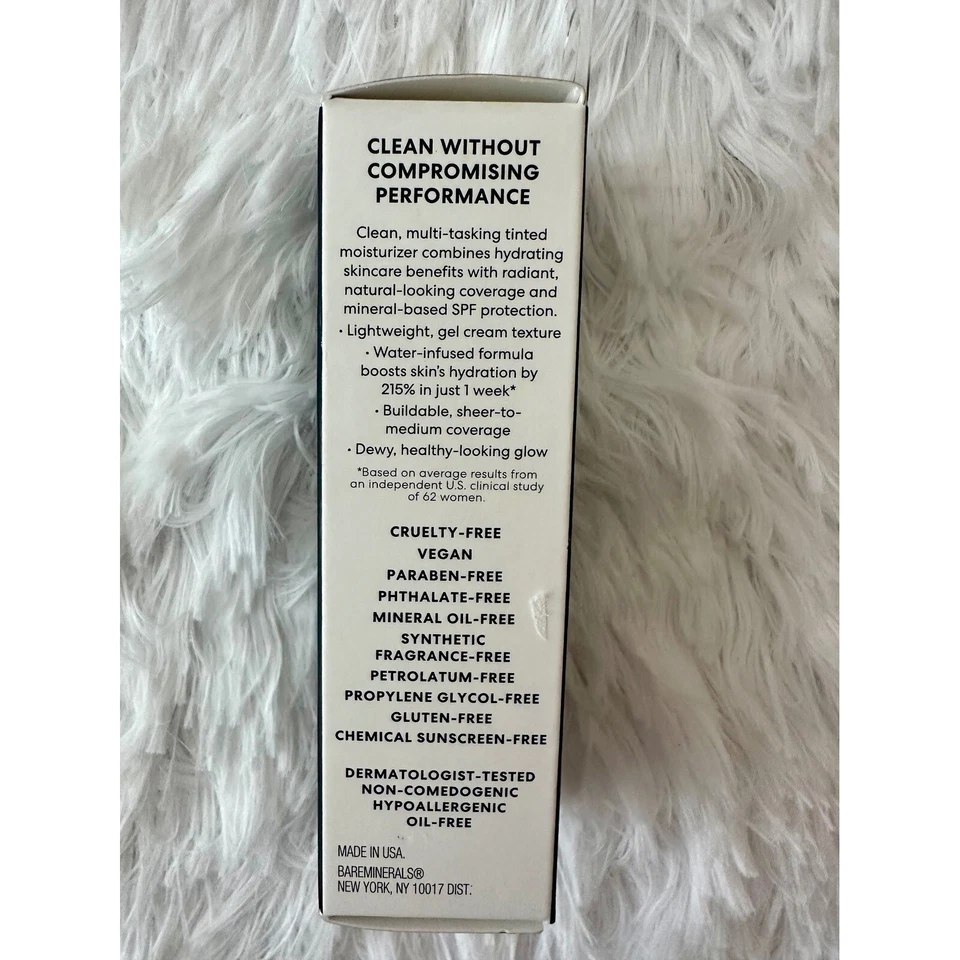 CLEAN WITHOUT
COMPROMISING
PERFORMANCE
Clean, multi-tasking tinted
moisturizer combines hydrating
skincare benefits with radiant,
natural-looking coverage and
mineral-based SPF protection.
• Lightweight, gel cream texture
• Water-infused formula
boosts skin's hydration by
215% in just 1 week*
• Buildable, sheer-to-
medium coverage
• Dewy, healthy-looking glow
*Based on average results from
an independent U.S. clinical study
of 62 women.
CRUELTY-FREE
VEGAN
PARABEN-FREE
PHTHALATE-FREE
MINERAL OIL-FREE
SYNTHETIC
FRAGRANCE-FREE
PETROLATUM-FREE
PROPYLENE GLYCOL-FREE
GLUTEN-FREE
CHEMICAL SUNSCREEN-FREE
DERMATOLOGIST-TESTED
NON-COMEDOGENIC
HYPOALLERGENIC
OIL-FREE
MADE IN USA.
BAREMINERALS®
NEW YORK, NY 10017 DIST.